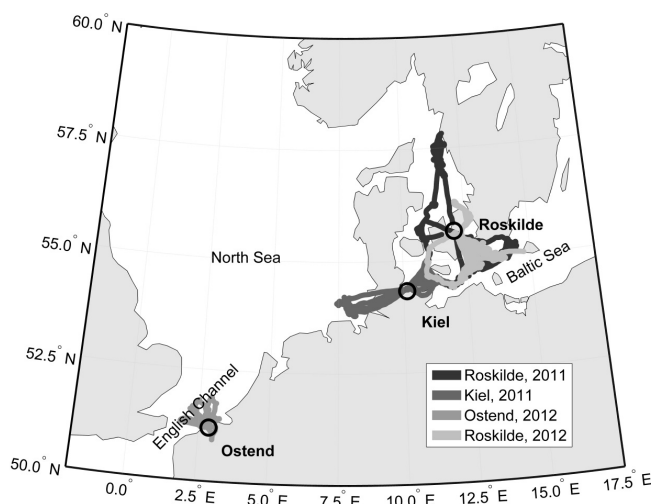 60.0° N
57.5° N
55.0° N
52.5° N
50.0° N
North Sea
Roskilde
Baltic Sea
Kiel
English Channel
Ostend
Roskilde, 2011
Kiel, 2011
Ostend, 2012
Roskilde, 2012
0.0°
2.5° E
5.0° E
7.5° E
10.0° E
12.5° E
15.0° E
17.5° E